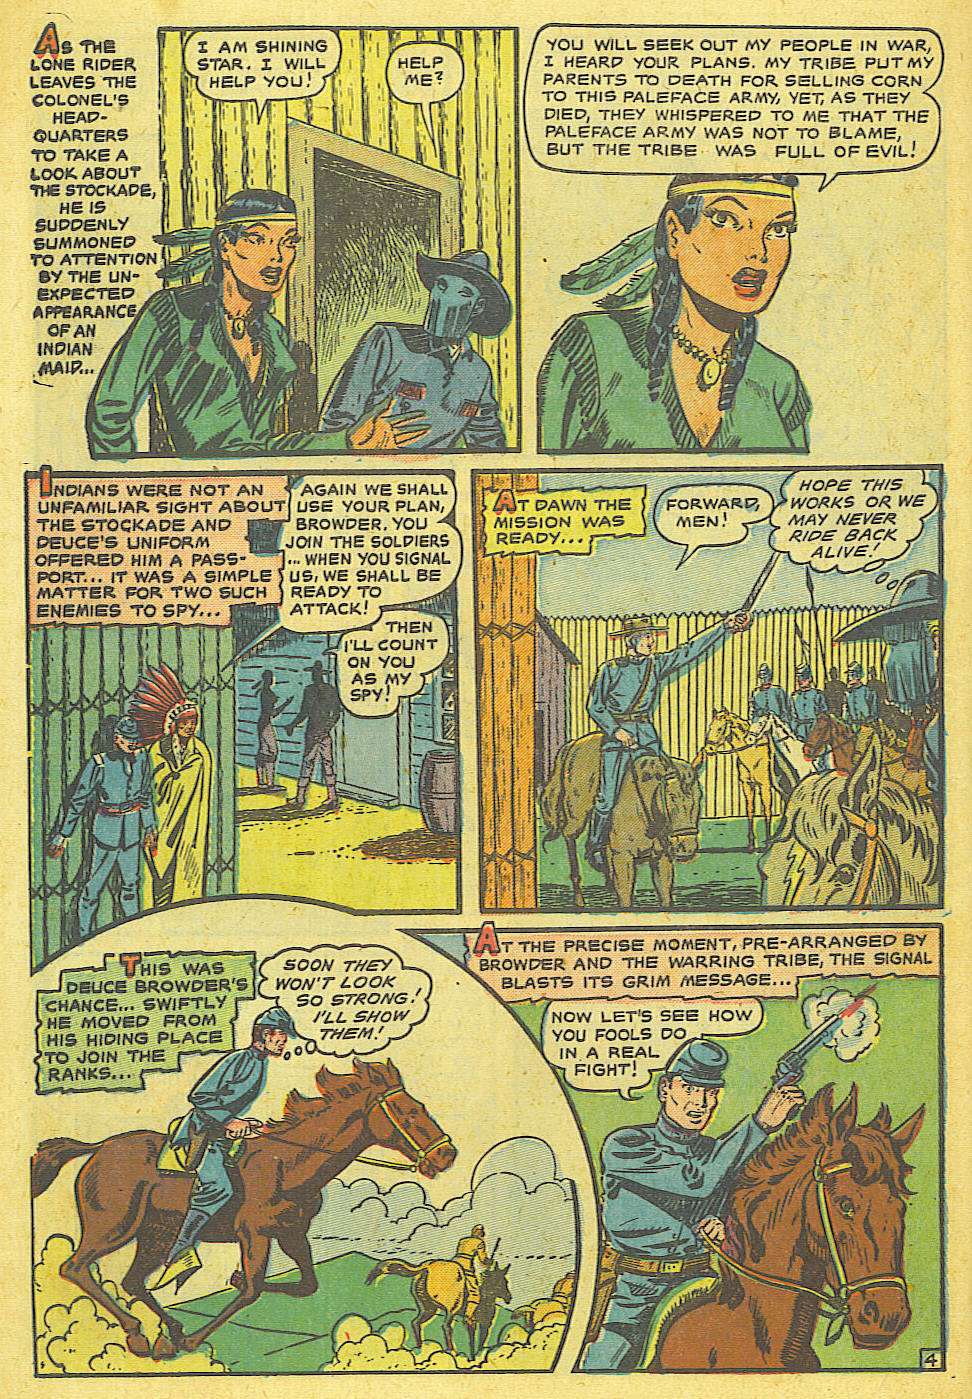 AS THE
LONE RIDER
LEAVES THE
COLONEL'S
HEAD-
QUARTERS
TO TAKE A
LOOK ABOUT
THE STOCKADE,
HE IS
SUDDENLY
SUMMONED
TO ATTENTION
BY THE UN-
EXPECTED
APPEARANCE
OF AN
INDIAN
MAID...
I AM SHINING
STAR. I WILL
HELP YOU!
HELP
ME?
YOU WILL SEEK OUT MY PEOPLE IN WAR,
I HEARD YOUR PLANS. MY TRIBE PUT MY
PARENTS TO DEATH FOR SELLING CORN
TO THIS PALEFACE ARMY, YET, AS THEY
DIED, THEY WHISPERED TO ME THAT THE
PALEFACE ARMY WAS NOT TO BLAME,
BUT THE TRIBE WAS FULL OF EVIL!
INDIANS WERE NOT AN
UNFAMILIAR SIGHT ABOUT
THE STOCKADE AND
DEUCE'S UNIFORM
OFFERED HIM A PASS-
PORT... IT WAS A SIMPLE
MATTER FOR TWO SUCH
ENEMIES TO SPY...
AGAIN WE SHALL
USE YOUR PLAN,
BROWDER. YOU
JOIN THE SOLDIERS
...WHEN YOU SIGNAL
US, WE SHALL BE
READY TO
ATTACK!
THEN
I'LL COUNT
ON YOU
AS MY
SPY!
AT DAWN THE
MISSION WAS
READY...
FORWARD,
MEN!
HOPE THIS
WORKS OR WE
MAY NEVER
RIDE BACK
ALIVE!
THIS WAS
DEUCE BROWDER'S
CHANCE... SWIFTLY
HE MOVED FROM
HIS HIDING PLACE
TO JOIN THE
RANKS...
SOON THEY
WON'T LOOK
SO STRONG!
I'LL SHOW
THEM!
AT THE PRECISE MOMENT, PRE-ARRANGED BY
BROWDER AND THE WARRING TRIBE, THE SIGNAL
BLASTS ITS GRIM MESSAGE...
NOW LET'S SEE HOW
YOU FOOLS DO
IN A REAL
FIGHT!
4